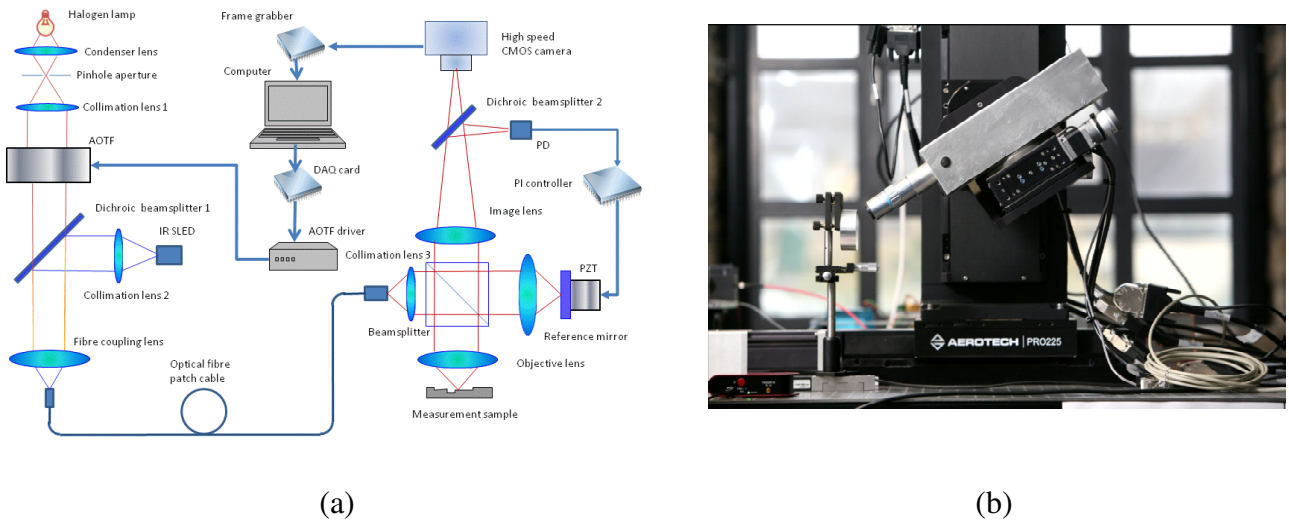 Halogen lamp
Condenser lens
Pinhole aperture
Collimation lens 1
AOTF
Dichroic beamsplitter 1
IR SLED
Collimation lens 2
Fibre coupling lens
Optical fibre
patch cable
Frame grabber
Computer
DAQ card
AOTF driver
High speed
CMOS camera
Dichroic beamsplitter 2
PD
PI controller
Image lens
Collimation lens 3
PZT
Beamsplitter
Reference mirror
Objective lens
Measurement sample
AEROTECH PRO225
(a)
(b)